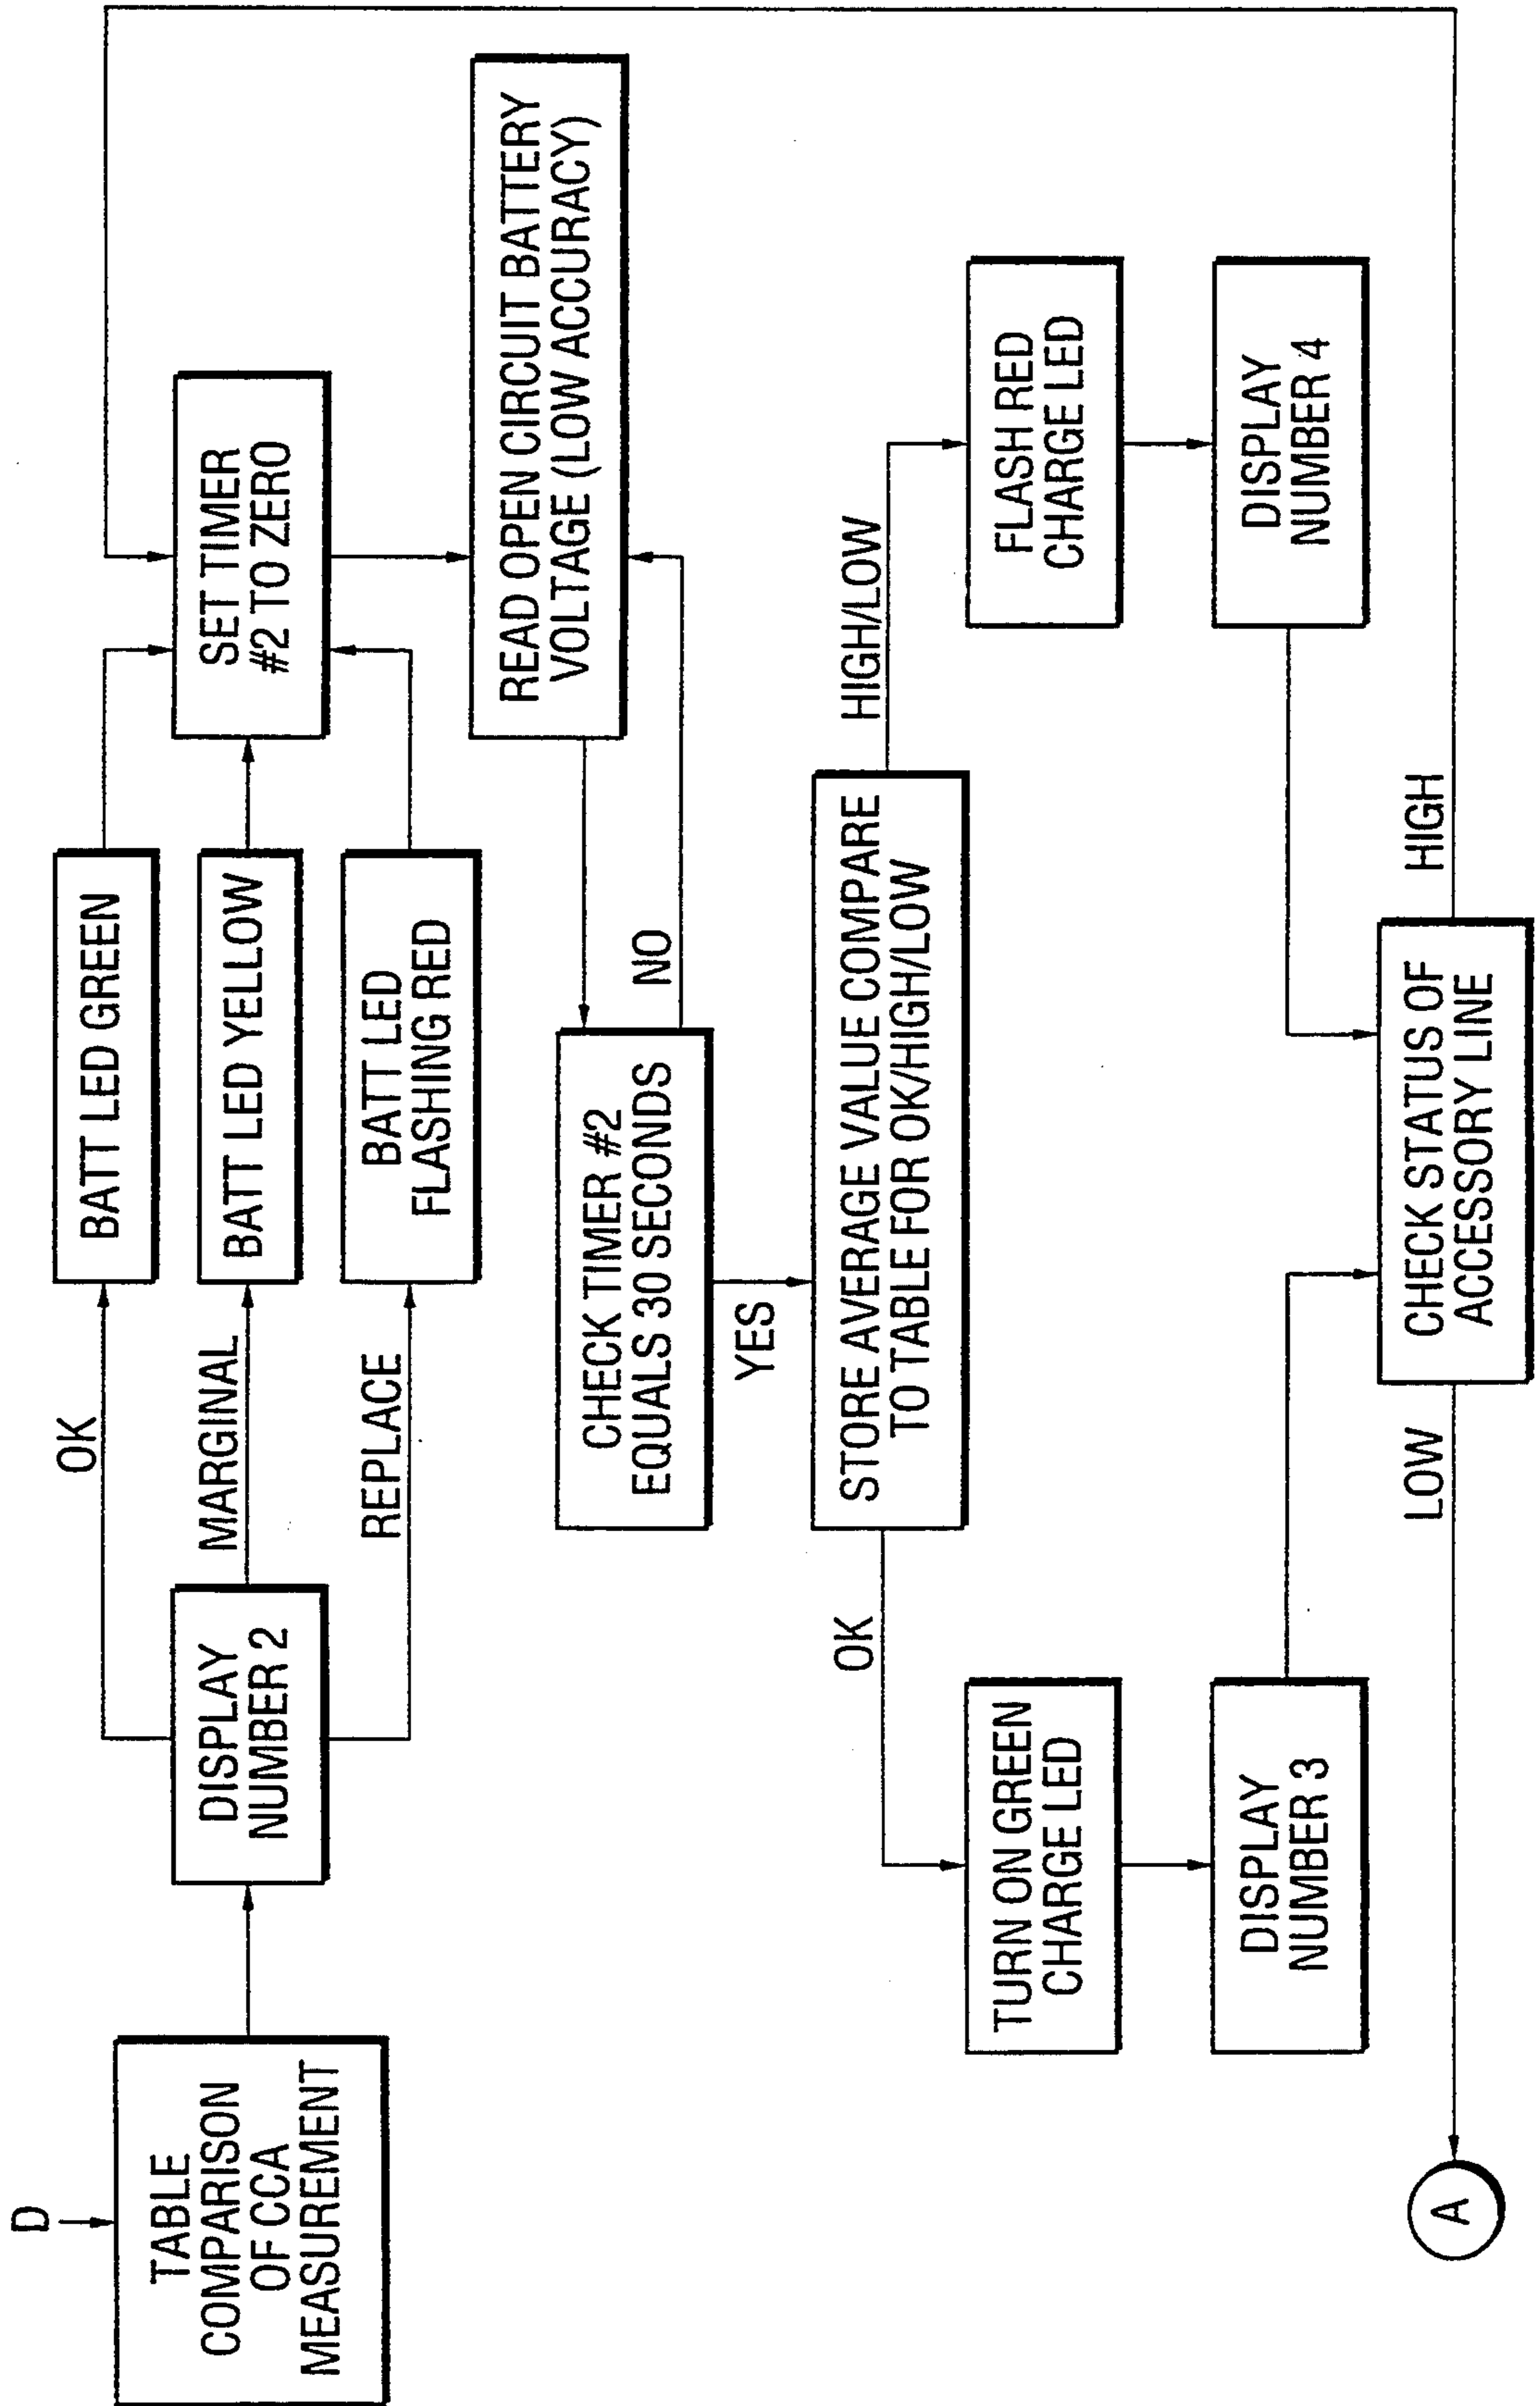 D
TABLE
COMPARISON
OF CCA
MEASUREMENT
DISPLAY
NUMBER 2
OK
MARGINAL
REPLACE
BATT LED GREEN
BATT LED YELLOW
BATT LED
FLASHING RED
SET TIMER
#2 TO ZERO
READ OPEN CIRCUIT BATTERY
VOLTAGE (LOW ACCURACY)
CHECK TIMER #2
EQUALS 30 SECONDS
NO
YES
STORE AVERAGE VALUE COMPARE
TO TABLE FOR OK/HIGH/LOW
OK
HIGH/LOW
TURN ON GREEN
CHARGE LED
FLASH RED
CHARGE LED
DISPLAY
NUMBER 3
DISPLAY
NUMBER 4
CHECK STATUS OF
ACCESSORY LINE
LOW
HIGH
A